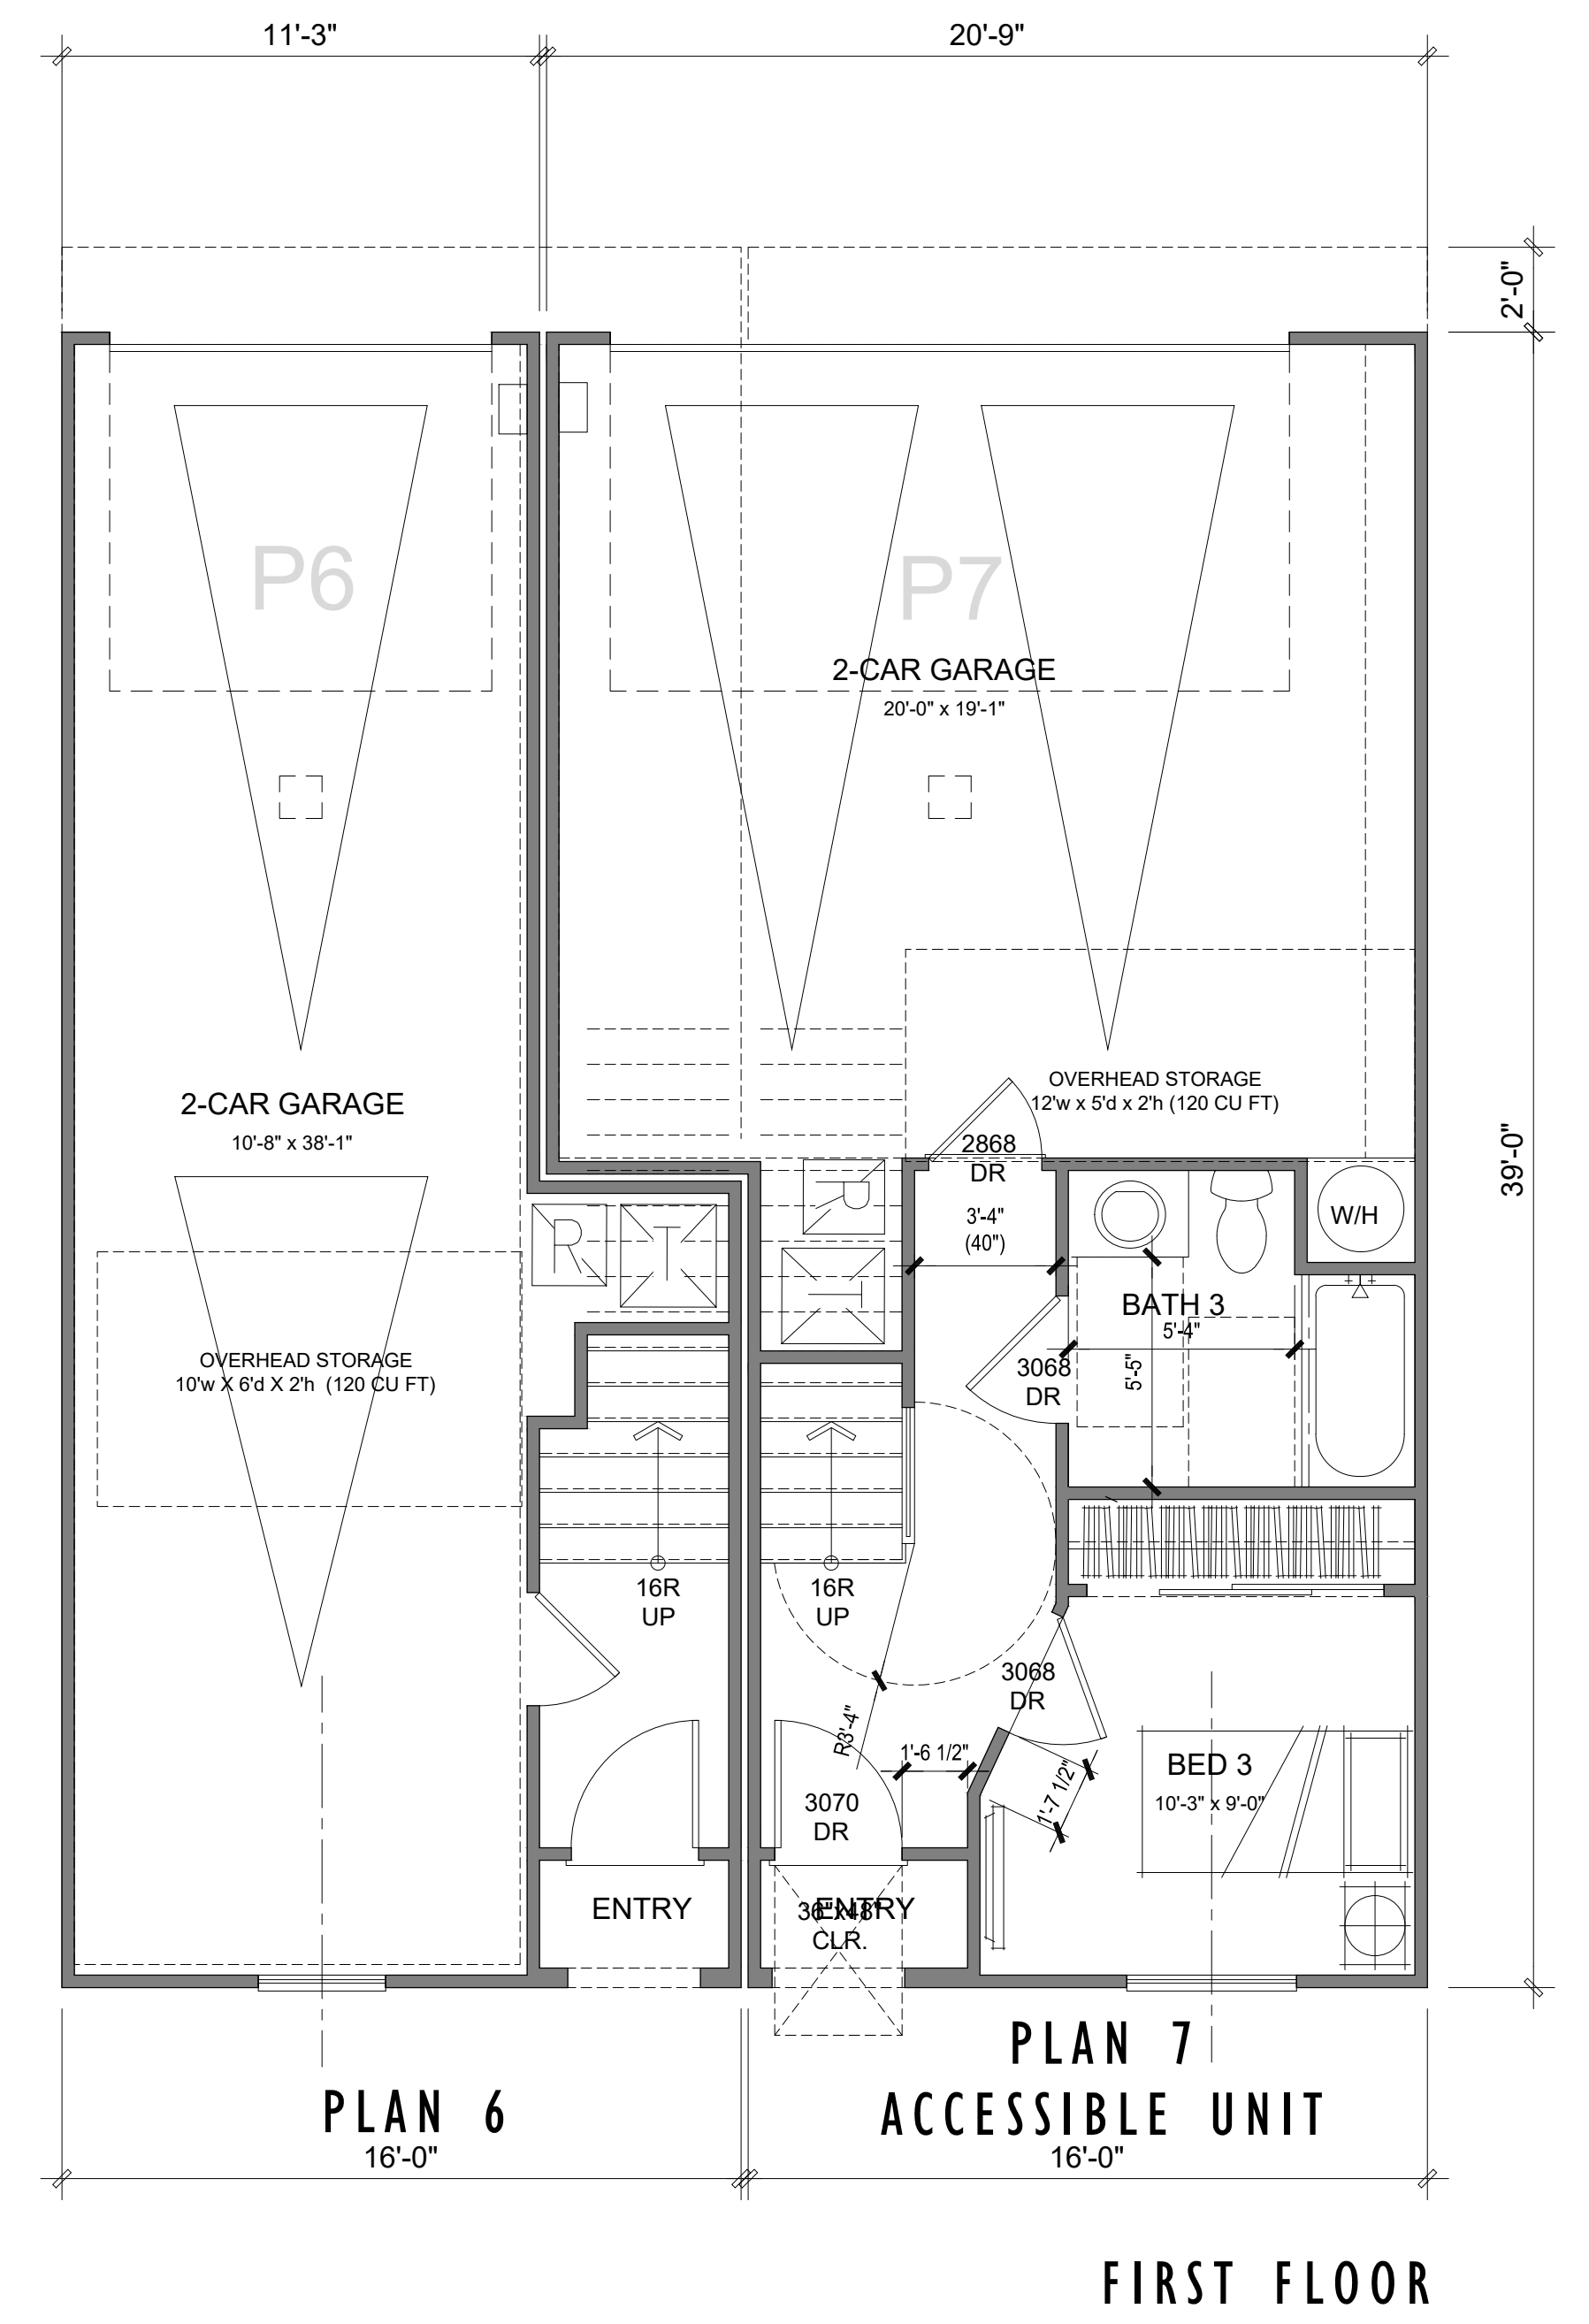 11'-3"
20'-9"
2'-0"
P6
P7
2-CAR GARAGE
20'-0" x 19'-1"
OVERHEAD STORAGE
12'w x 5'd x 2'h (120 CU FT)
2-CAR GARAGE
10'-8" x 38'-1"
39'-0"
2868
DR
3'-4"
(40")
R
T
R
T
W/H
BATH 3
5'-4"
5'-5"
3068
DR
OVERHEAD STORAGE
10'w X 6'd X 2'h (120 CU FT)
16R
UP
16R
UP
3068
DR
R3'-4"
1'-6 1/2"
1'-7 1/2"
BED 3
10'-3" x 9'-0"
3070
DR
ENTRY
ENTRY
36"x48"
CLR.
PLAN 6
16'-0"
PLAN 7
ACCESSIBLE UNIT
16'-0"
FIRST FLOOR